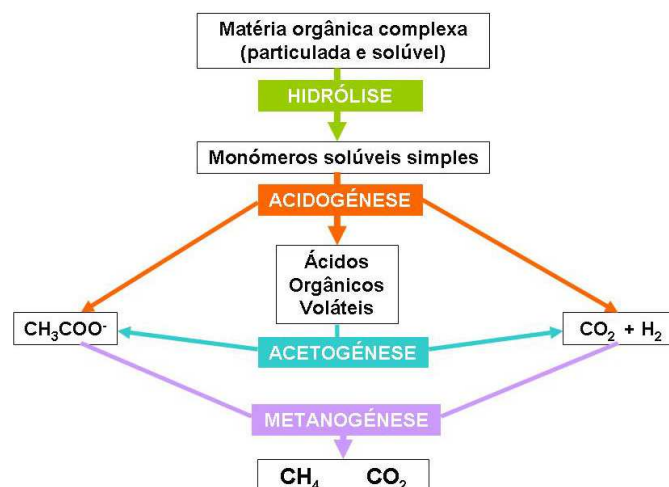 Matéria orgânica complexa
(particulada e solúvel)
HIDRÓLISE
Monómeros solúveis simples
ACIDOGÉNESE
Ácidos
Orgânicos
Voláteis
CH₃COO⁻
CO₂ + H₂
ACETOGÉNESE
METANOGÉNESE
CH₄ CO₂